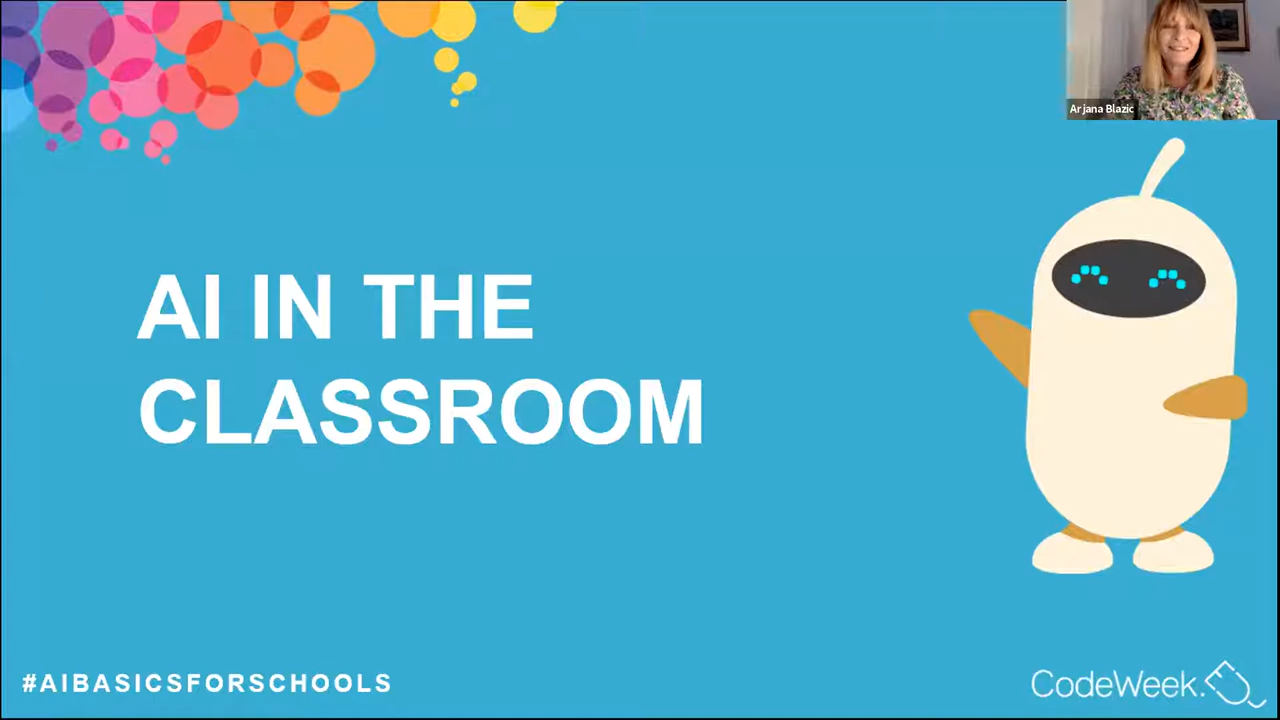 Arjana Blazic
AI IN THE
CLASSROOM
#AIBASICSFORSCHOOLS
CodeWeek.